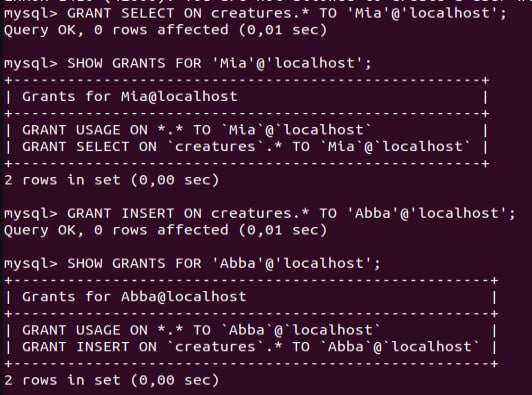 mysql> GRANT SELECT ON creatures.* TO 'Mia'@'localhost';
Query OK, 0 rows affected (0,01 sec)
mysql> SHOW GRANTS FOR 'Mia'@'localhost';
+-------------------------------------------------+
| Grants for Mia@localhost                        |
+-------------------------------------------------+
| GRANT USAGE ON *.* TO `Mia`@`localhost`         |
| GRANT SELECT ON `creatures`.* TO `Mia`@`localhost` |
+-------------------------------------------------+
2 rows in set (0,00 sec)
mysql> GRANT INSERT ON creatures.* TO 'Abba'@'localhost';
Query OK, 0 rows affected (0,01 sec)
mysql> SHOW GRANTS FOR 'Abba'@'localhost';
+--------------------------------------------------+
| Grants for Abba@localhost                        |
+--------------------------------------------------+
| GRANT USAGE ON *.* TO `Abba`@`localhost`         |
| GRANT INSERT ON `creatures`.* TO `Abba`@`localhost` |
+--------------------------------------------------+
2 rows in set (0,00 sec)